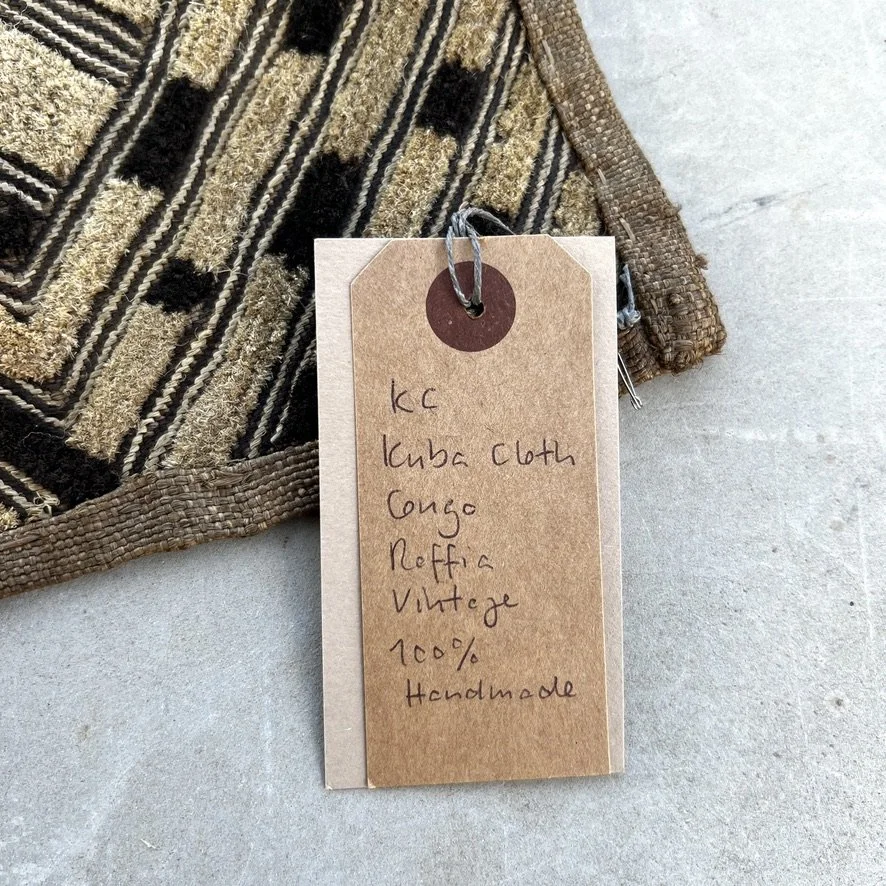 KC
Kuba Cloth
Congo
Raffia
Vintage
100%
Handmade